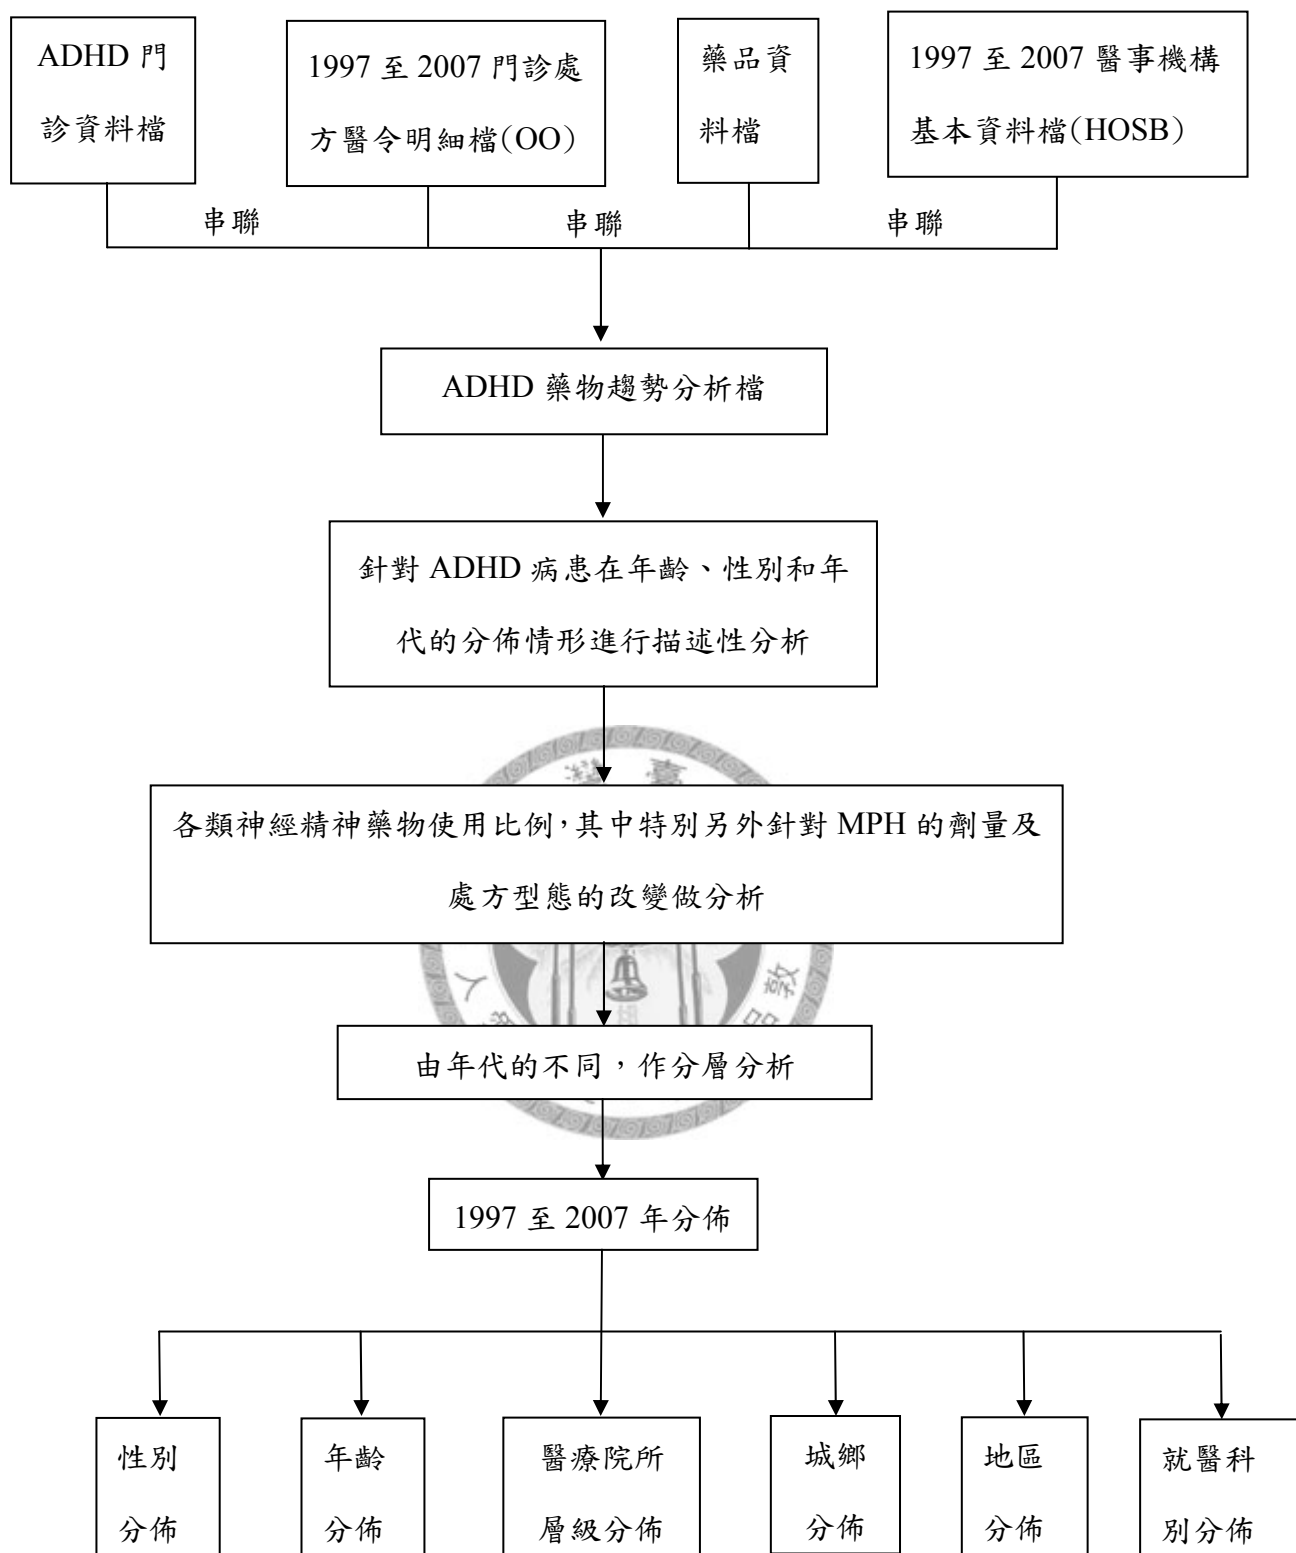 ADHD 門
診資料檔
1997 至 2007 門診處
方醫令明細檔(OO)
藥品資
料檔
1997 至 2007 醫事機構
基本資料檔(HOSB)
串聯
串聯
串聯
ADHD 藥物趨勢分析檔
針對 ADHD 病患在年齡、性別和年
代的分佈情形進行描述性分析
各類神經精神藥物使用比例,其中特別另外針對 MPH 的劑量及
處方型態的改變做分析
由年代的不同,作分層分析
1997 至 2007 年分佈
性別
分佈
年齡
分佈
醫療院所
層級分佈
城鄉
分佈
地區
分佈
就醫科
別分佈